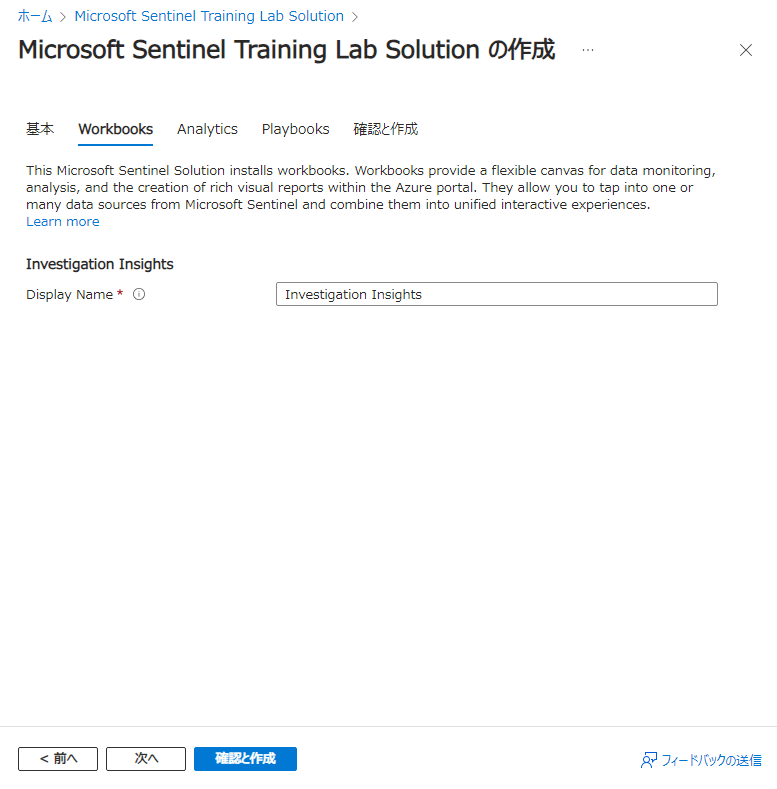 ホーム > Microsoft Sentinel Training Lab Solution >
Microsoft Sentinel Training Lab Solution の作成 ...
基本 Workbooks Analytics Playbooks 確認と作成
This Microsoft Sentinel Solution installs workbooks. Workbooks provide a flexible canvas for data monitoring,
analysis, and the creation of rich visual reports within the Azure portal. They allow you to tap into one or
many data sources from Microsoft Sentinel and combine them into unified interactive experiences.
Learn more
Investigation Insights
Display Name * Investigation Insights
< 前へ 次へ 確認と作成 フィードバックの送信